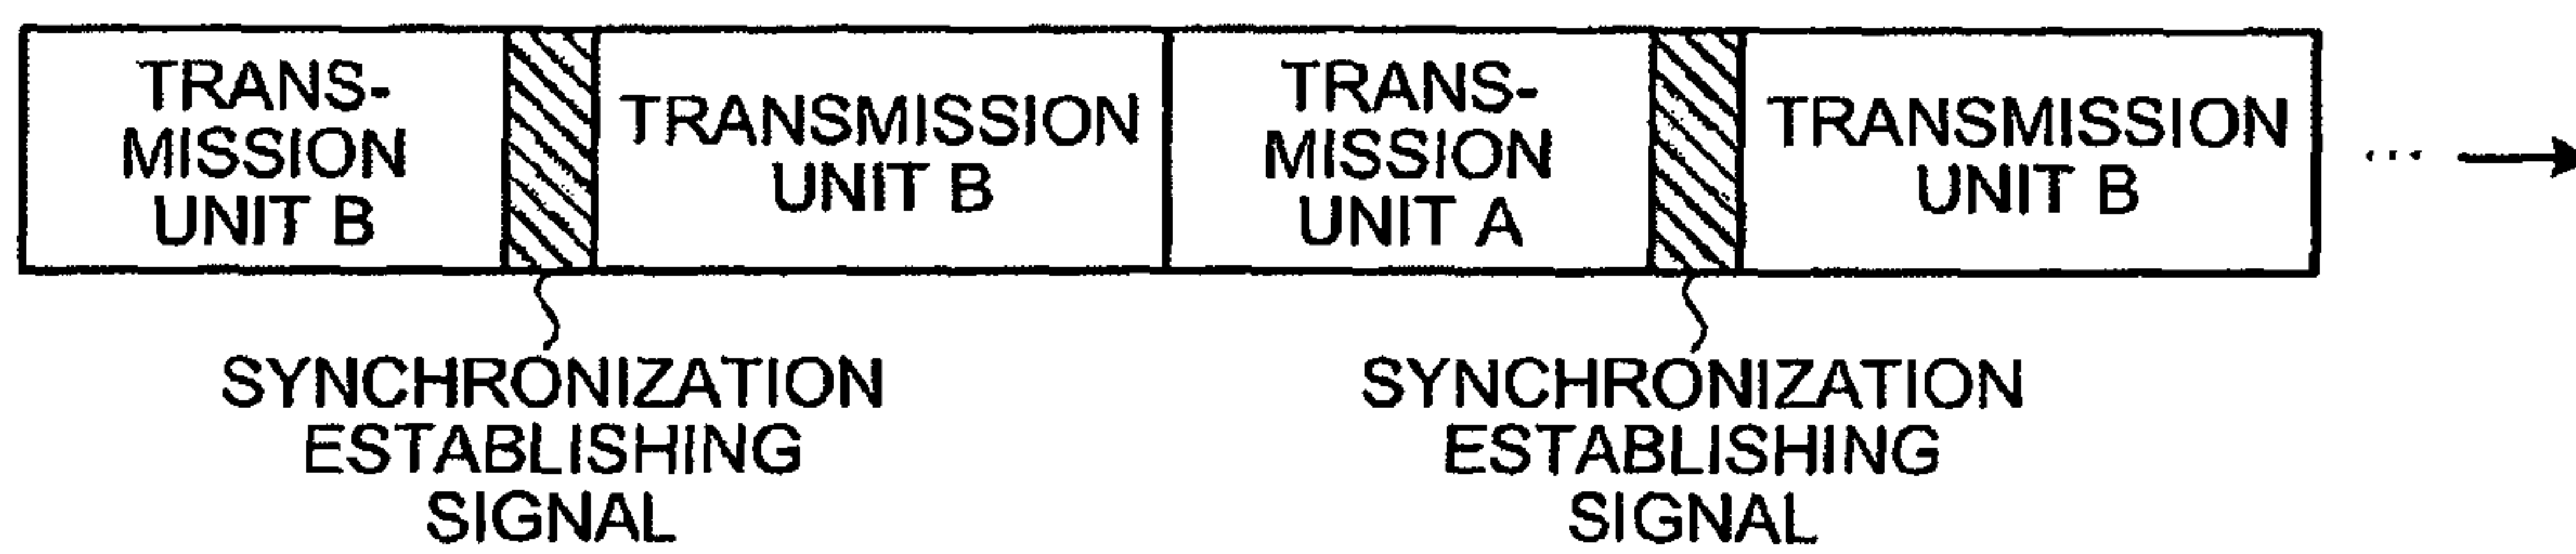 TRANS-
MISSION
UNIT B
TRANSMISSION
UNIT B
TRANS-
MISSION
UNIT A
TRANSMISSION
UNIT B
...
SYNCHRONIZATION
ESTABLISHING
SIGNAL
SYNCHRONIZATION
ESTABLISHING
SIGNAL